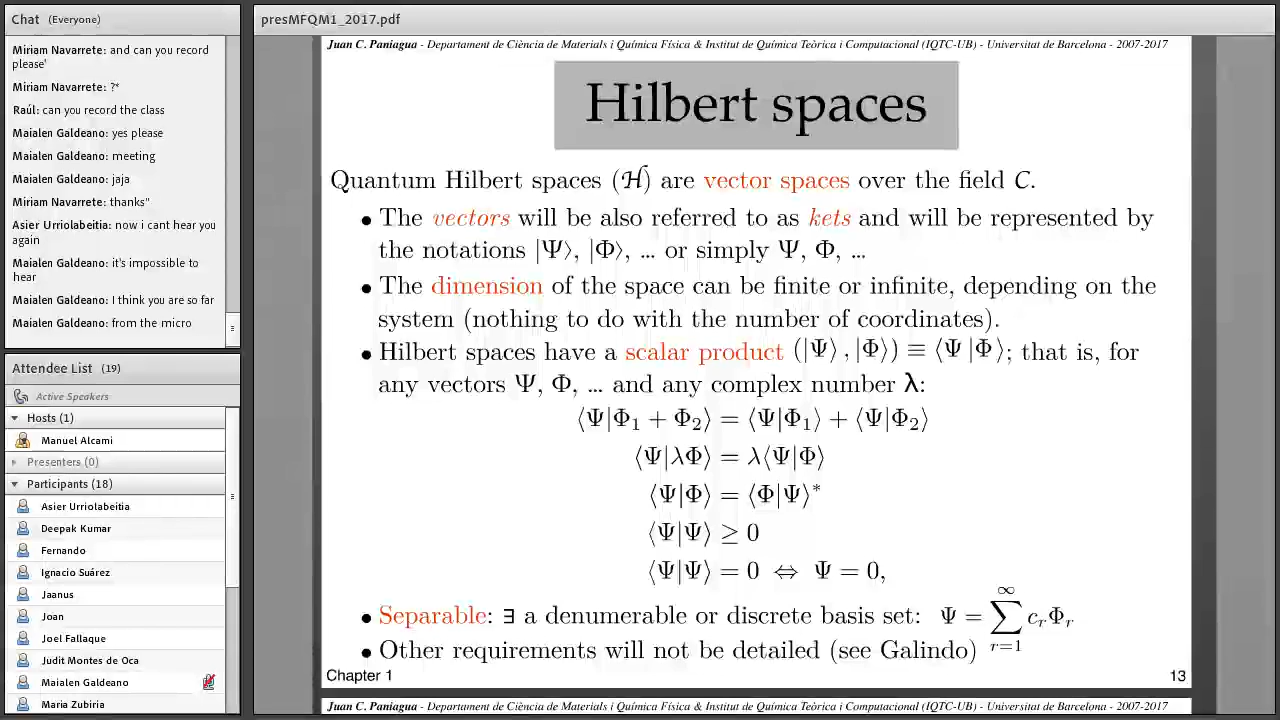 Chat (Everyone)
Miriam Navarrete: and can you record
please'
Miriam Navarrete: ?*
Raúl: can you record the class
Maialen Galdeano: yes please
Maialen Galdeano: meeting
Maialen Galdeano: jaja
Miriam Navarrete: thanks"
Asier Urriolabeitia: now i cant hear you
again
Maialen Galdeano: it's impossible to
hear
Maialen Galdeano: I think you are so far
Maialen Galdeano: from the micro
Attendee List (19)
Active Speakers
Hosts (1)
Manuel Alcami
Presenters (0)
Participants (18)
Asier Urriolabeitia
Deepak Kumar
Fernando
Ignacio Suárez
Jaanus
Joan
Joel Fallaque
Judit Montes de Oca
Maialen Galdeano
Maria Zubiria
presMFQM1_2017.pdf
Juan C. Paniagua - Departament de Ciència de Materials i Química Física & Institut de Química Teòrica i Computacional (IQTC-UB) - Universitat de Barcelona - 2007-2017
Hilbert spaces
Quantum Hilbert spaces (ℋ) are vector spaces over the field C.
• The vectors will be also referred to as kets and will be represented by
the notations |Ψ⟩, |Φ⟩, ... or simply Ψ, Φ, ...
• The dimension of the space can be finite or infinite, depending on the
system (nothing to do with the number of coordinates).
• Hilbert spaces have a scalar product (|Ψ⟩, |Φ⟩) ≡ ⟨Ψ|Φ⟩; that is, for
any vectors Ψ, Φ, ... and any complex number λ:
⟨Ψ|Φ₁ + Φ₂⟩ = ⟨Ψ|Φ₁⟩ + ⟨Ψ|Φ₂⟩
⟨Ψ|λΦ⟩ = λ⟨Ψ|Φ⟩
⟨Ψ|Φ⟩ = ⟨Φ|Ψ⟩*
⟨Ψ|Ψ⟩ ≥ 0
⟨Ψ|Ψ⟩ = 0 ⇔ Ψ = 0,
• Separable: ∃ a denumerable or discrete basis set: Ψ = ∑_{r=1}^{∞} c_r Φ_r
• Other requirements will not be detailed (see Galindo)
Chapter 1
13
Juan C. Paniagua - Departament de Ciència de Materials i Química Física & Institut de Química Teòrica i Computacional (IQTC-UB) - Universitat de Barcelona - 2007-2017